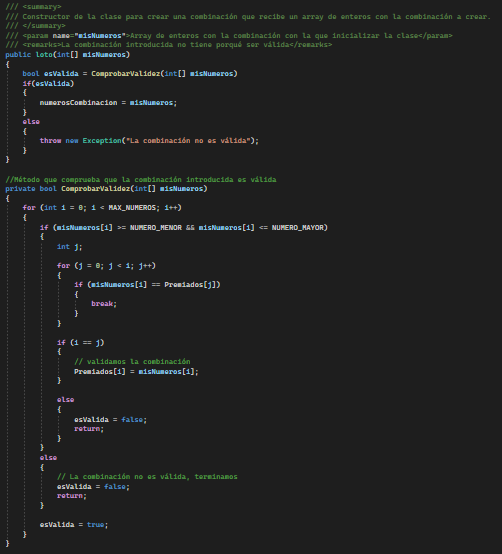 /// <summary>
/// Constructor de la clase para crear una combinación que recibe un array de enteros con la combinación a crear.
/// </summary>
/// <param name="misNumeros">Array de enteros con la combinación con la que inicializar la clase</param>
/// <remarks>La combinación introducida no tiene porqué ser válida</remarks>
public loto(int[] misNumeros)
{
    bool esValida = ComprobarValidez(int[] misNumeros)
    if(esValida)
    {
        numerosCombinacion = misNumeros;
    }
    else
    {
        throw new Exception("La combinación no es válida");
    }
}

//Método que comprueba que la combinación introducida es válida
private bool ComprobarValidez(int[] misNumeros)
{
    for (int i = 0; i < MAX_NUMEROS; i++)
    {
        if (misNumeros[i] >= NUMERO_MENOR && misNumeros[i] <= NUMERO_MAYOR)
        {
            int j;

            for (j = 0; j < i; j++)
            {
                if (misNumeros[i] == Premiados[j])
                {
                    break;
                }
            }

            if (i == j)
            {
                // validamos la combinación
                Premiados[i] = misNumeros[i];
            }

            else
            {
                esValida = false;
                return;
            }
        }
        else
        {
            // La combinación no es válida, terminamos
            esValida = false;
            return;
        }

        esValida = true;
    }
}